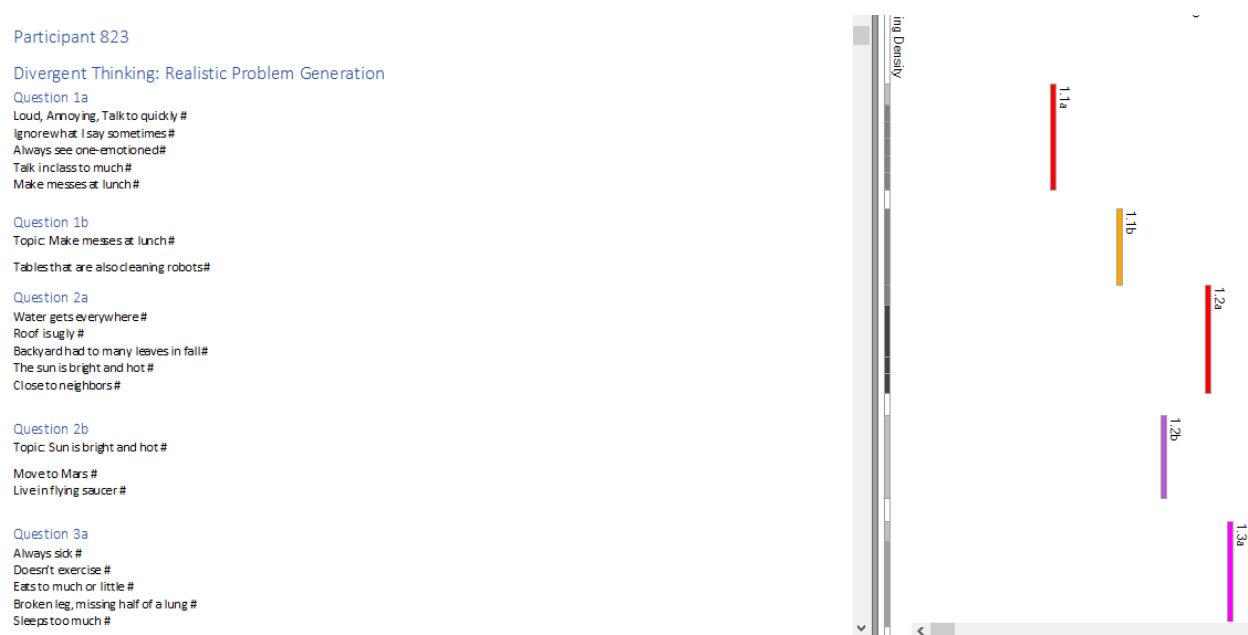 Participant 823
Divergent Thinking: Realistic Problem Generation
Question 1a
Loud, Annoying, Talk to quickly #
Ignore what I say sometimes #
Always see one-emotioned#
Talk in class to much #
Make messes at lunch #
Question 1b
Topic: Make messes at lunch #
Tables that are also cleaning robots#
Question 2a
Water gets everywhere #
Roof is ugly #
Backyard had to many leaves in fall#
The sun is bright and hot #
Close to neighbors #
Question 2b
Topic: Sun is bright and hot #
Move to Mars #
Live in flying saucer #
Question 3a
Always sick #
Doesn't exercise #
Eats to much or little #
Broken leg, missing half of a lung #
Sleeps too much #
ing Density
1.1a
1.1b
1.2a
1.2b
1.3a